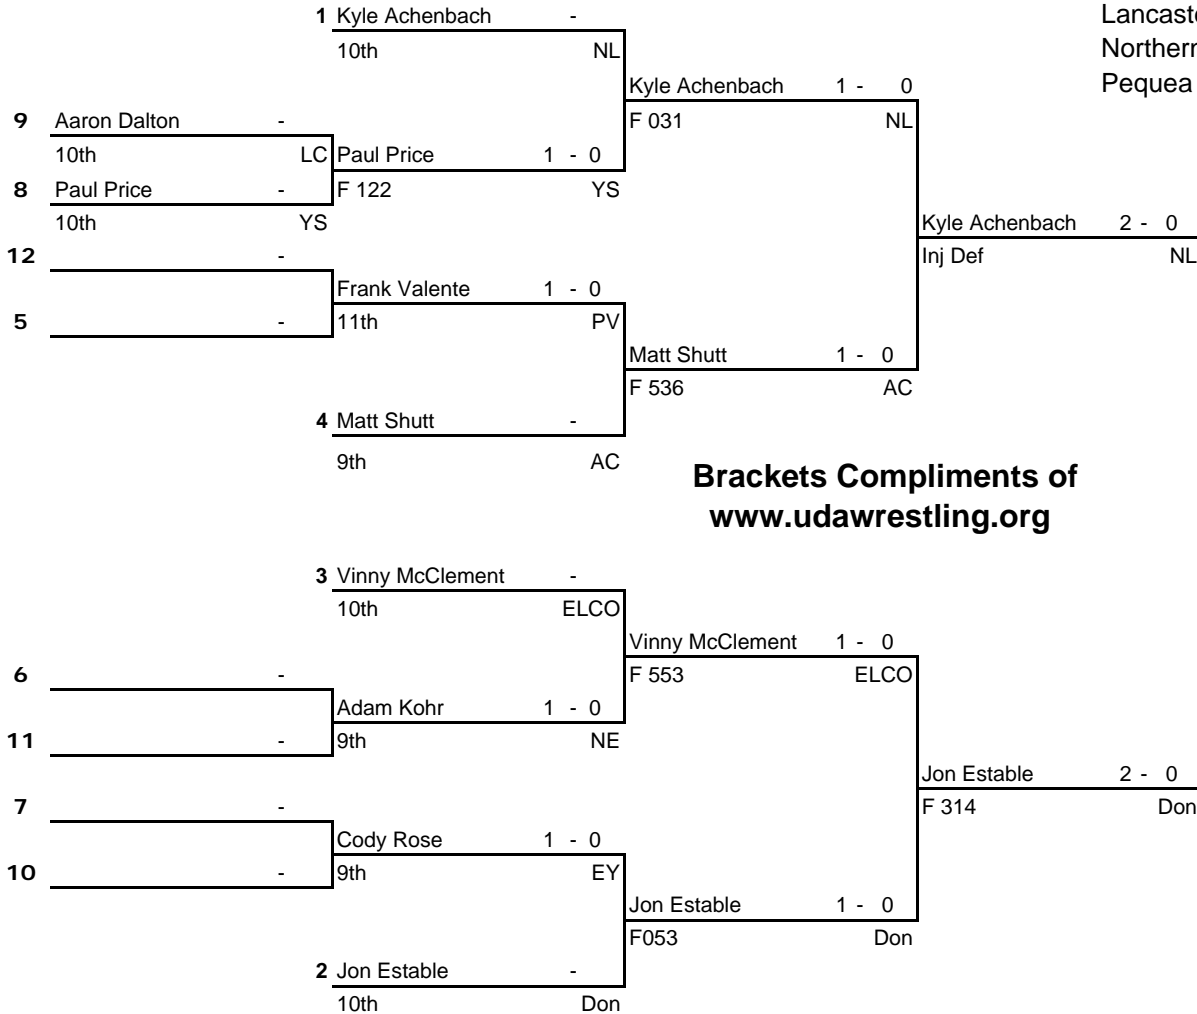 1 Kyle Achenbach -
Lancaste
10th NL
Northern
Kyle Achenbach 1 - 0
Pequea
9 Aaron Dalton -
F 031 NL
10th LC
Paul Price 1 - 0
8 Paul Price -
F 122 YS
10th YS
Kyle Achenbach 2 - 0
12 -
Inj Def NL
Frank Valente 1 - 0
5 -
11th PV
Matt Shutt 1 - 0
F 536 AC
4 Matt Shutt -
9th AC
Brackets Compliments of
www.udawrestling.org
3 Vinny McClement -
10th ELCO
Vinny McClement 1 - 0
6 -
F 553 ELCO
Adam Kohr 1 - 0
11 -
9th NE
Jon Estable 2 - 0
7 -
F 314 Don
Cody Rose 1 - 0
10 -
9th EY
Jon Estable 1 - 0
F053 Don
2 Jon Estable -
10th Don